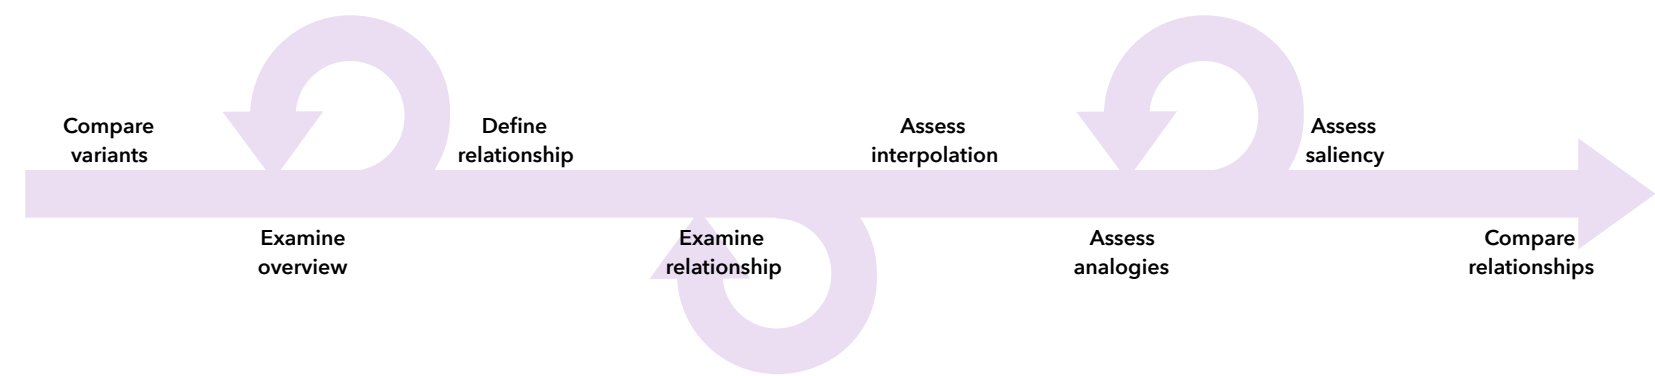 Compare
variants
Examine
overview
Define
relationship
Examine
relationship
Assess
interpolation
Assess
analogies
Assess
saliency
Compare
relationships